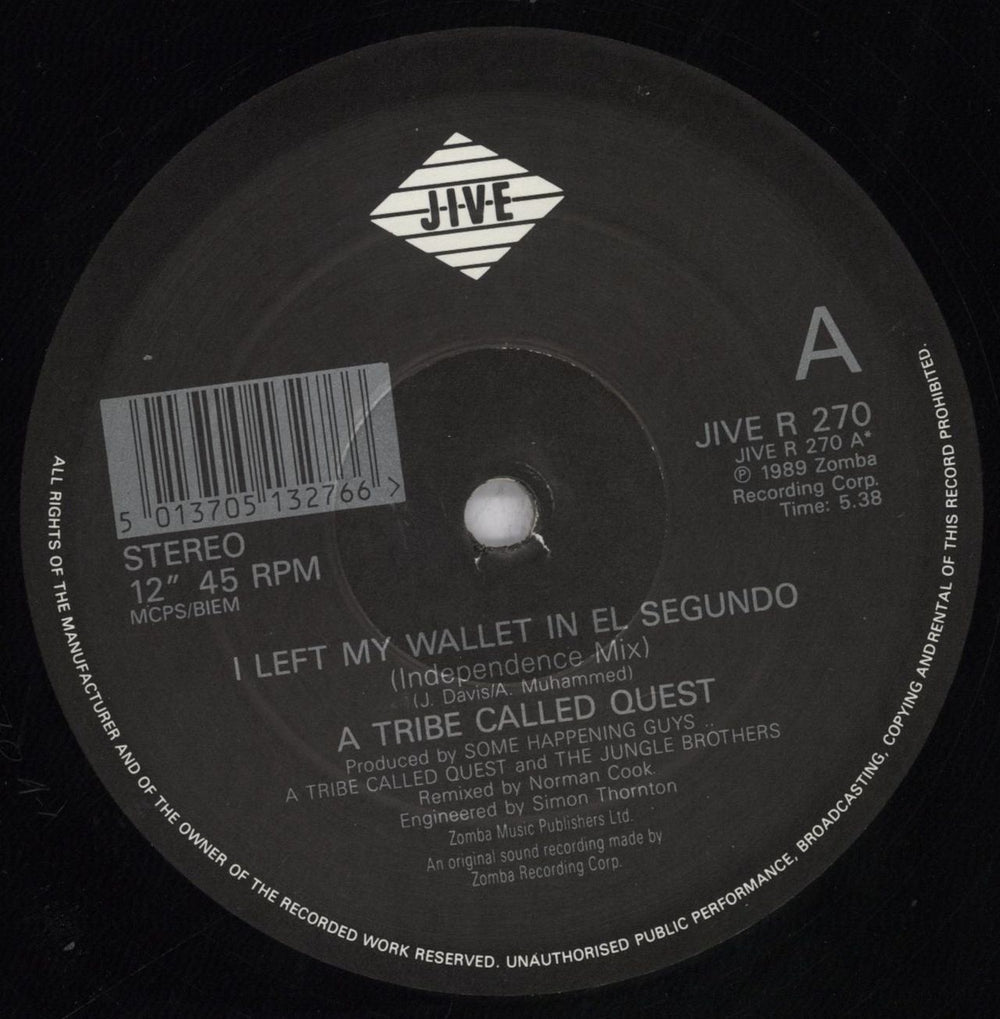 J·I·V·E
A
JIVE R 270
JIVE R 270 A*
℗ 1989 Zomba
Recording Corp.
Time: 5.38
5 013705 132766 >
STEREO
12″ 45 RPM
MCPS/BIEM
I LEFT MY WALLET IN EL SEGUNDO
(Independence Mix)
(J. Davis/A. Muhammed)
A TRIBE CALLED QUEST
Produced by SOME HAPPENING GUYS ..
A TRIBE CALLED QUEST and THE JUNGLE BROTHERS
Remixed by Norman Cook.
Engineered by Simon Thornton
Zomba Music Publishers Ltd.
An original sound recording made by
Zomba Recording Corp.
ALL RIGHTS OF THE MANUFACTURER AND OF THE OWNER OF THE RECORDED WORK RESERVED. UNAUTHORISED PUBLIC PERFORMANCE, BROADCASTING, COPYING ANDRENTAL OF THIS RECORD PROHIBITED.